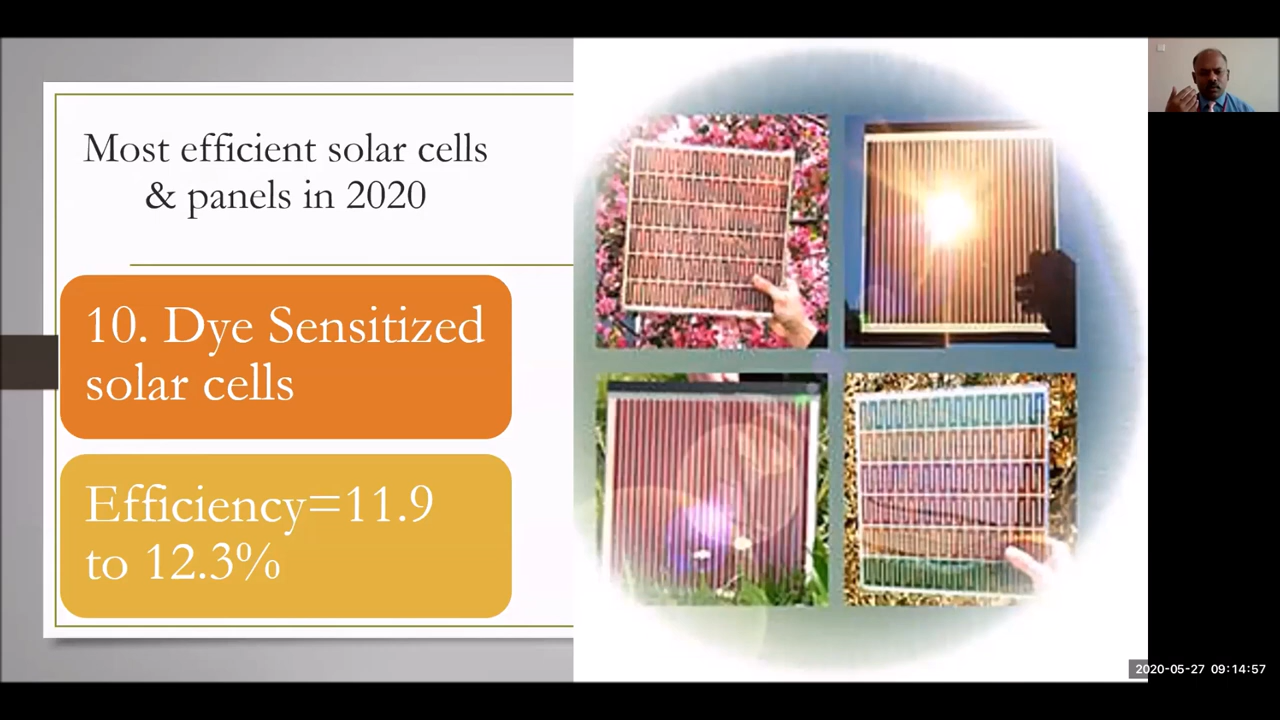 Most efficient solar cells
& panels in 2020
10. Dye Sensitized
solar cells
Efficiency=11.9
to 12.3%
2020-05-27 09:14:57